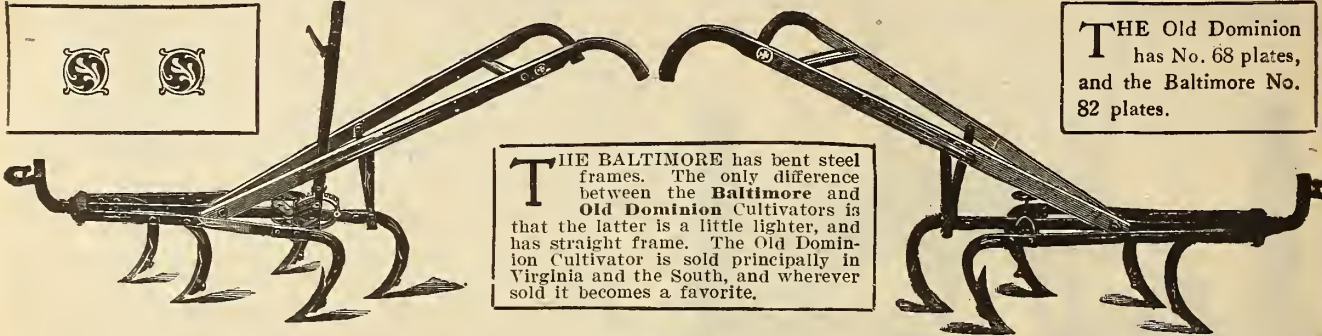 THE BALTIMORE has bent steel
frames. The only difference
between the Baltimore and
Old Dominion Cultivators is
that the latter is a little lighter, and
has straight frame. The Old Domin-
ion Cultivator is sold principally in
Virginia and the South, and wherever
sold it becomes a favorite.
THE Old Dominion
has No. 68 plates,
and the Baltimore No.
82 plates.